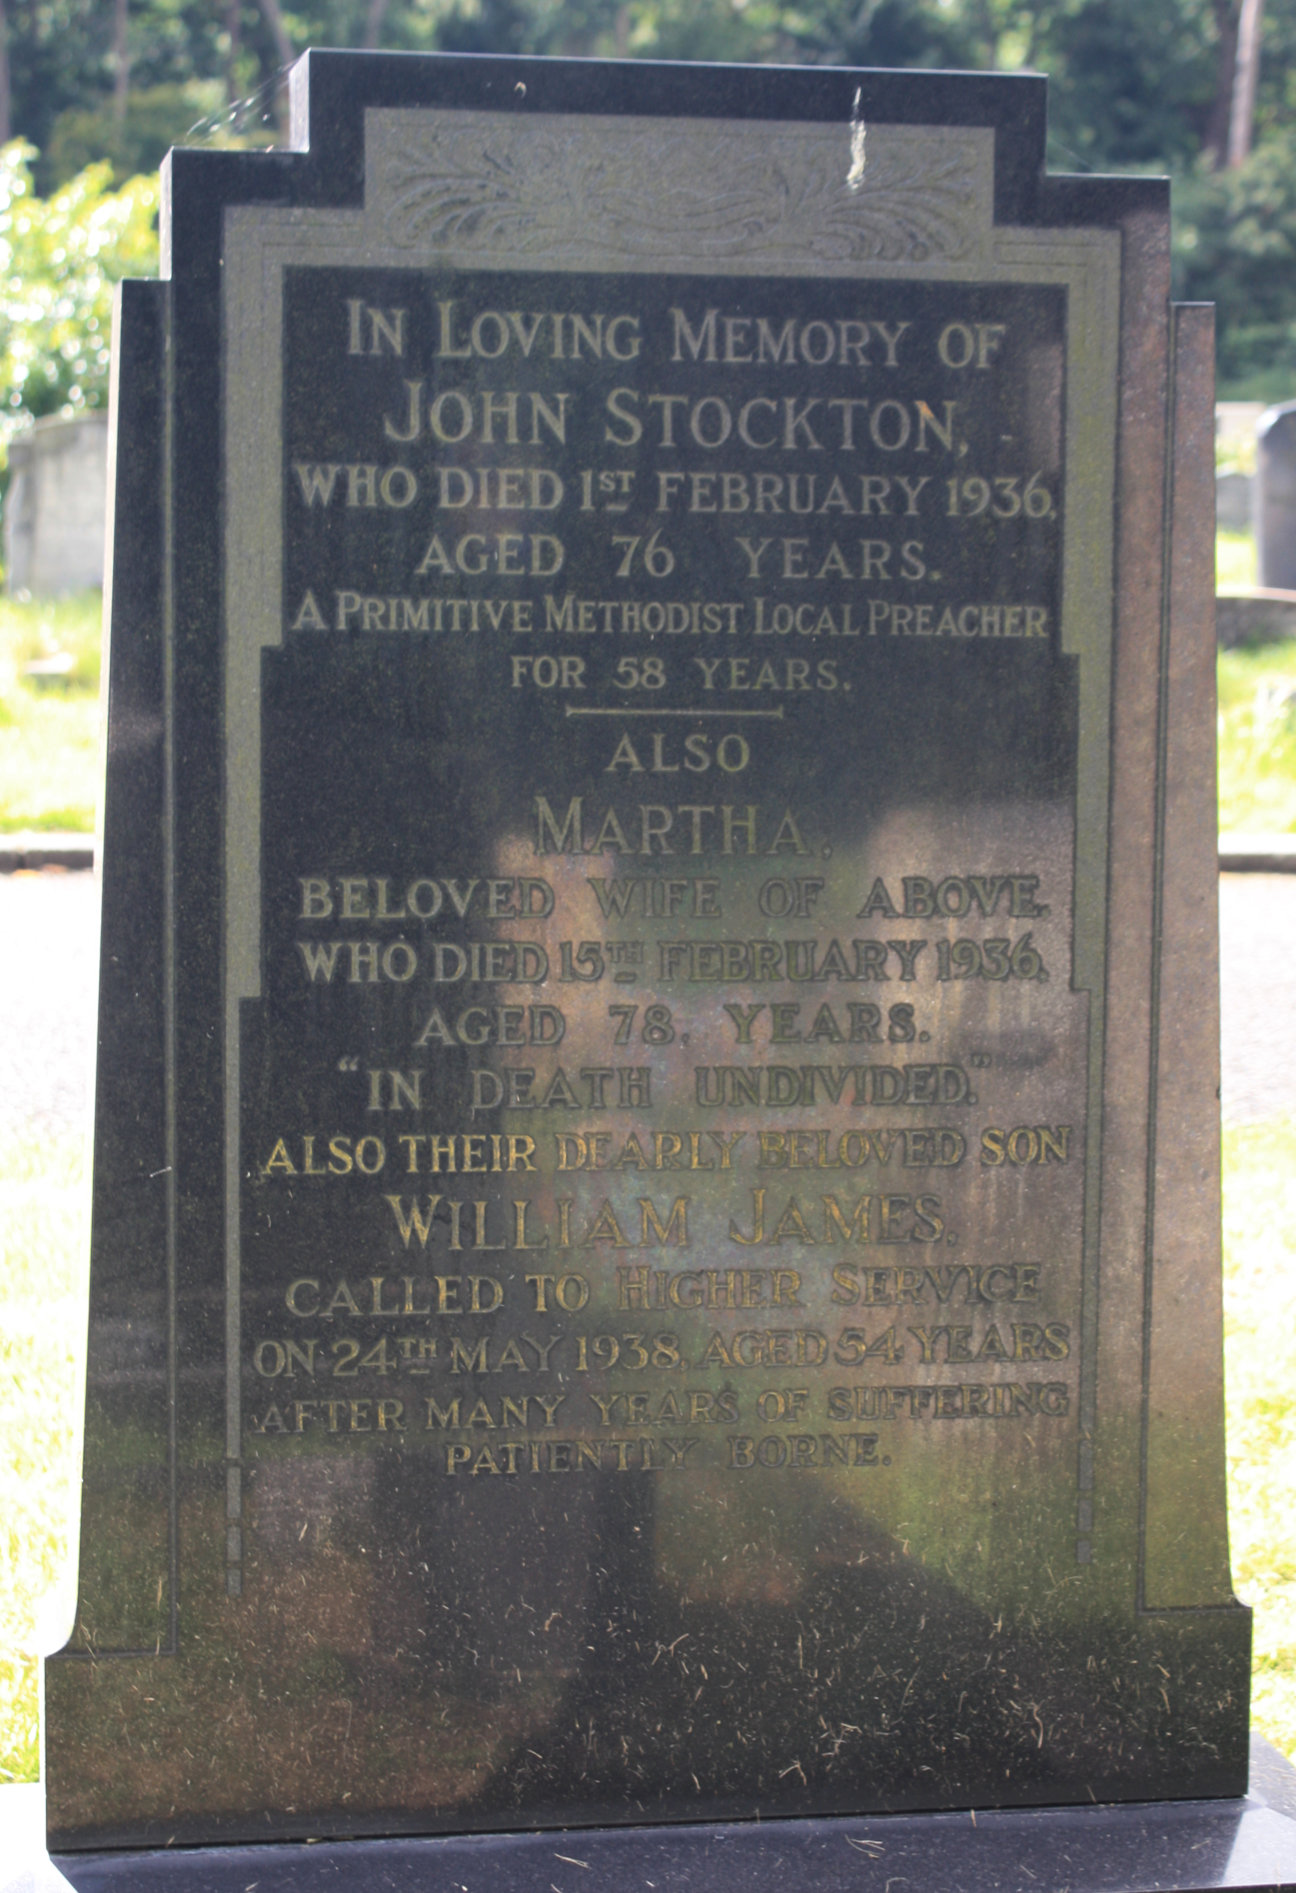 In Loving Memory of
John Stockton,
who died 1st February 1936,
aged 76 years.
A Primitive Methodist Local Preacher
for 58 years.
also
Martha,
beloved wife of above,
who died 15th February 1936,
aged 78, years.
"in death undivided."
also their dearly beloved son
William James,
called to Higher Service
on 24th May 1938, aged 54 years
after many years of suffering
patiently borne.